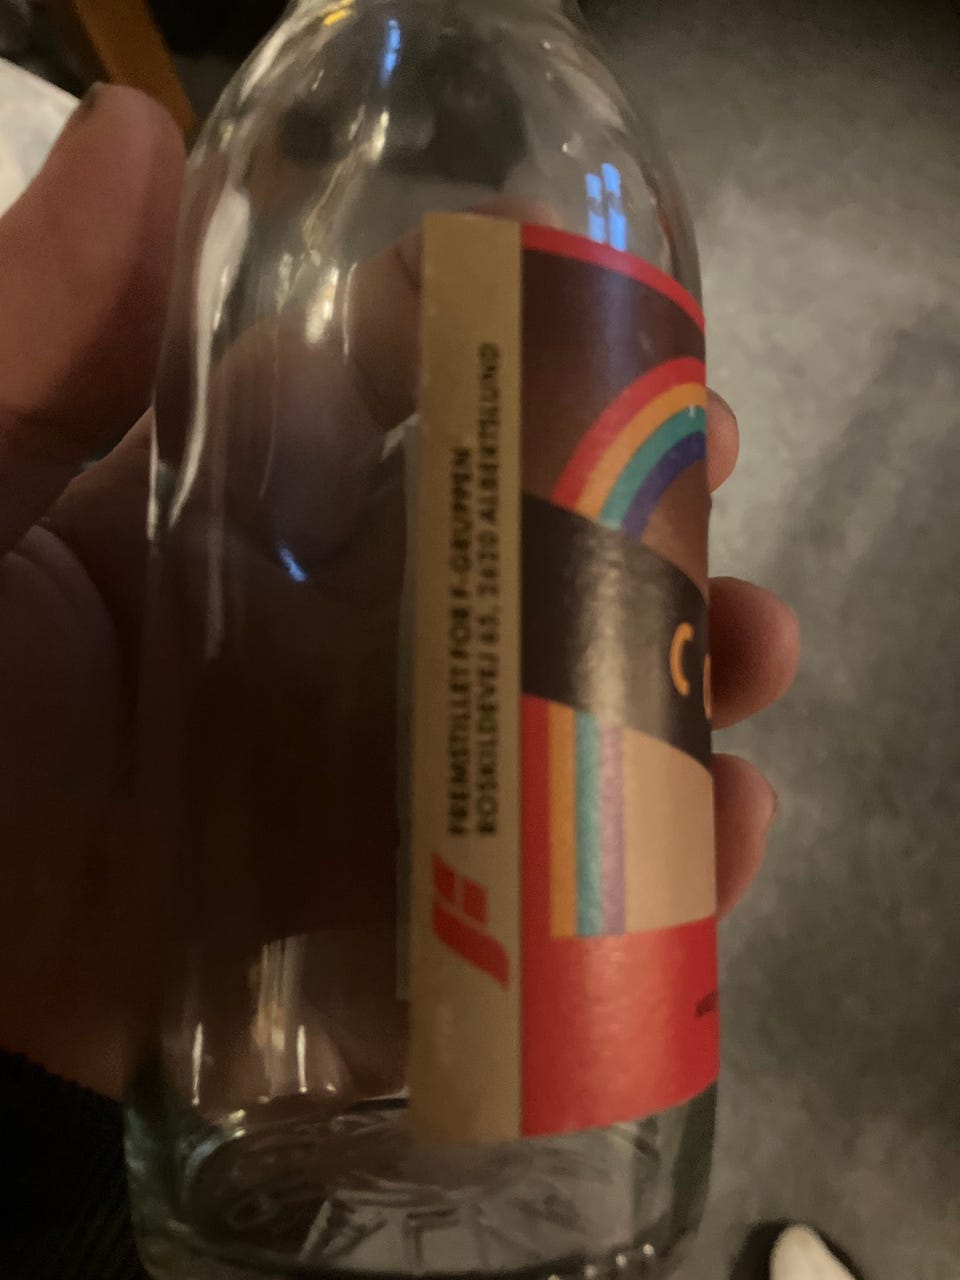 FREMSTILLET FOR F-GRUPPEN
ROSKILDEVEJ 65, 2620 ALBERTSLUND